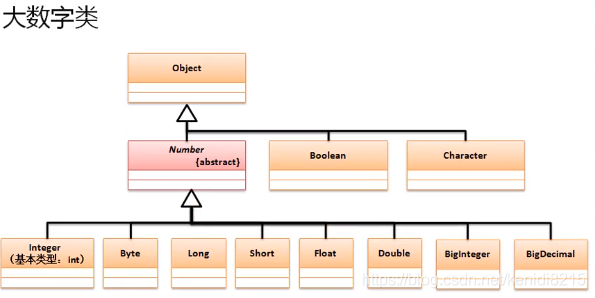 大数字类
Object
Number
{abstract}
Boolean
Character
Integer
（基本类型：int）
Byte
Long
Short
Float
Double
BigInteger
BigDecimal
https://blog.csdn.net/kenidi8215